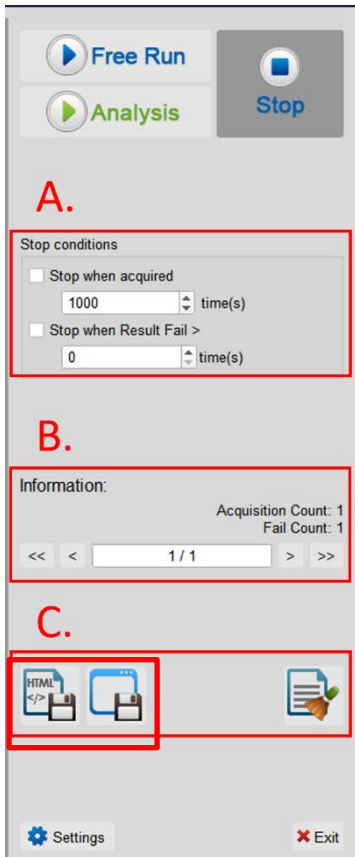 Free Run
Analysis
Stop
A.
Stop conditions
Stop when acquired
1000 time(s)
Stop when Result Fail >
0 time(s)
B.
Information:
Acquisition Count: 1
Fail Count: 1
<< < 1 / 1 > >>
C.
HTML
</>
Settings Exit